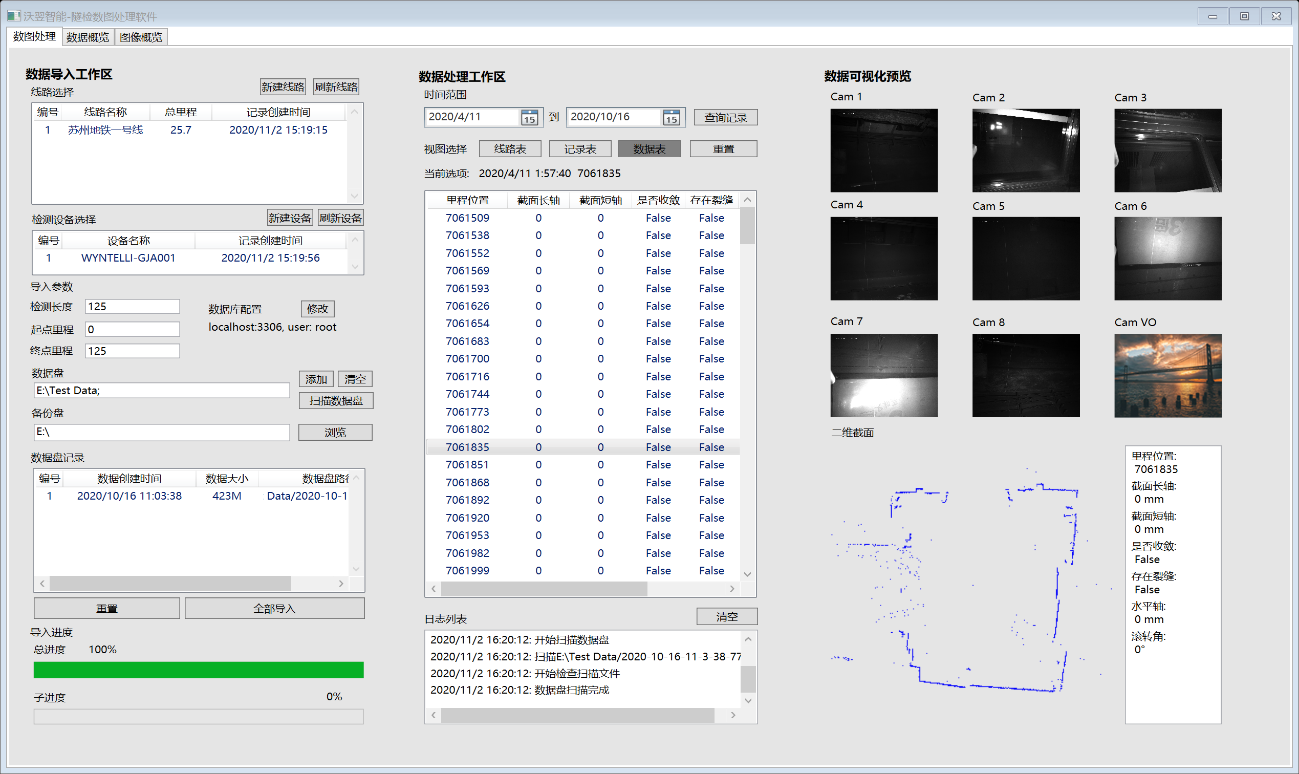 沃翌智能-隧检数图处理软件
数图处理 数据概览 图像概览
数据导入工作区
线路选择 新建线路 刷新线路
编号 线路名称 总里程 记录创建时间
1 苏州地铁一号线 25.7 2020/11/2 15:19:15
检测设备选择 新建设备 刷新设备
编号 设备名称 记录创建时间
1 WYNTELLI-GJA001 2020/11/2 15:19:56
导入参数
检测长度 125 数据库配置 修改
起点里程 0 localhost:3306, user: root
终点里程 125
数据盘 添加 清空
E:\Test Data; 扫描数据盘
备份盘
E:\ 浏览
数据盘记录
编号 数据创建时间 数据大小 数据盘路径
1 2020/10/16 11:03:38 423M Data/2020-10-1
重置 全部导入
导入进度
总进度 100%
子进度 0%
数据处理工作区
时间范围
2020/4/11 15 到 2020/10/16 15 查询记录
视图选择 线路表 记录表 数据表 重置
当前选项: 2020/4/11 1:57:40 7061835
里程位置 截面长轴 截面短轴 是否收敛 存在裂缝
7061509 0 0 False False
7061538 0 0 False False
7061552 0 0 False False
7061569 0 0 False False
7061593 0 0 False False
7061626 0 0 False False
7061654 0 0 False False
7061683 0 0 False False
7061700 0 0 False False
7061716 0 0 False False
7061744 0 0 False False
7061773 0 0 False False
7061802 0 0 False False
7061835 0 0 False False
7061851 0 0 False False
7061868 0 0 False False
7061892 0 0 False False
7061920 0 0 False False
7061953 0 0 False False
7061982 0 0 False False
7061999 0 0 False False
日志列表 清空
2020/11/2 16:20:12: 开始扫描数据盘
2020/11/2 16:20:12: 扫描E:\Test Data/2020-10-16-11-3-38-77
2020/11/2 16:20:12: 开始检查扫描文件
2020/11/2 16:20:12: 数据盘扫描完成
数据可视化预览
Cam 1 Cam 2 Cam 3
Cam 4 Cam 5 Cam 6
Cam 7 Cam 8 Cam VO
二维截面
里程位置:
7061835
截面长轴:
0 mm
截面短轴:
0 mm
是否收敛:
False
存在裂缝:
False
水平轴:
0 mm
滚转角:
0°